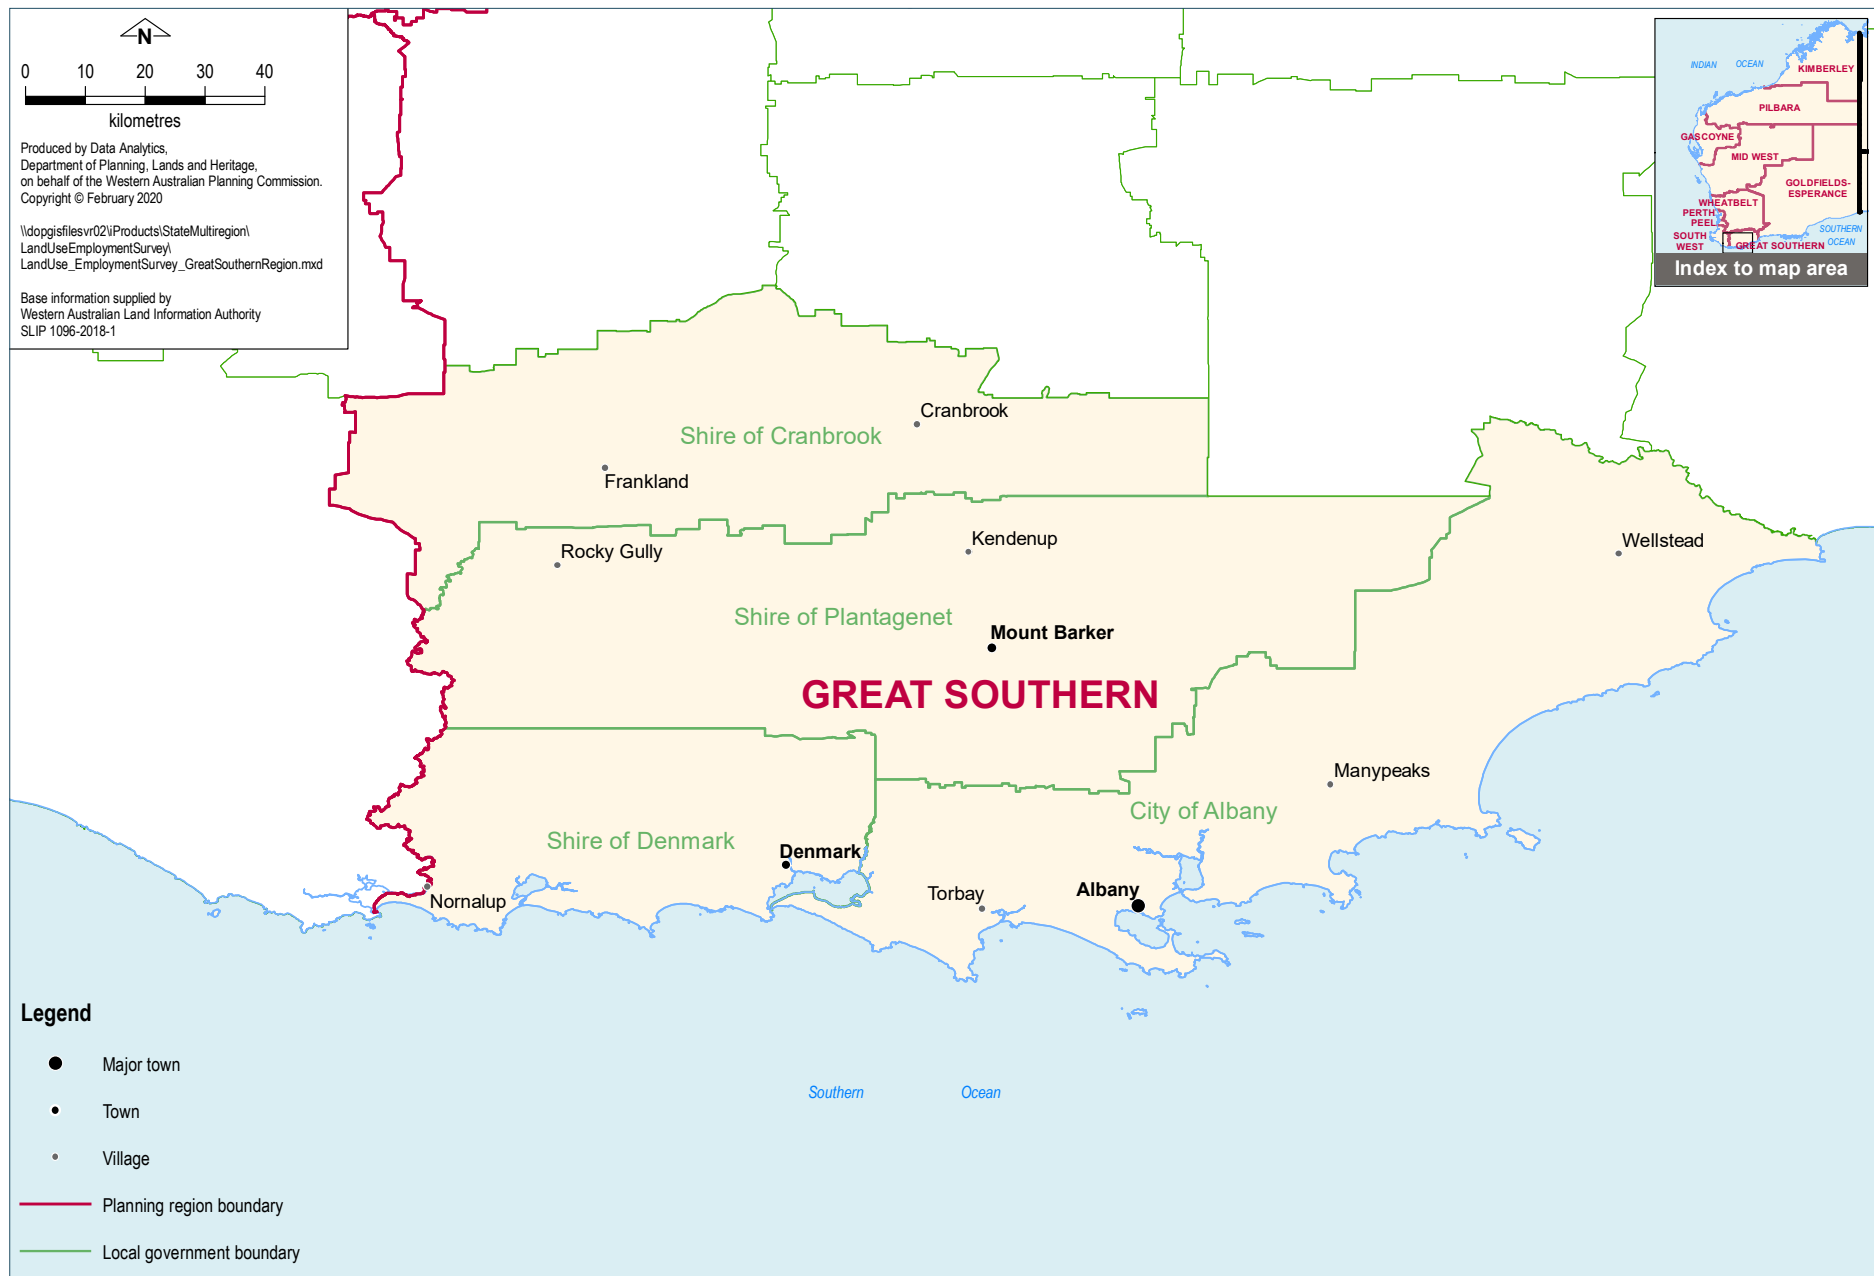 N
0 10 20 30 40
kilometres
Produced by Data Analytics,
Department of Planning, Lands and Heritage,
on behalf of the Western Australian Planning Commission.
Copyright © February 2020
\\dopgisfilesvr02\iProducts\StateMultiregion\
LandUseEmploymentSurvey\
LandUse_EmploymentSurvey_GreatSouthernRegion.mxd
Base information supplied by
Western Australian Land Information Authority
SLIP 1096-2018-1
INDIAN OCEAN
KIMBERLEY
PILBARA
GASCOYNE
MID WEST
GOLDFIELDS-
ESPERANCE
WHEATBELT
PERTH
PEEL
SOUTH
WEST
GREAT SOUTHERN
SOUTHERN
OCEAN
Index to map area
Cranbrook
Shire of Cranbrook
Frankland
Kendenup
Rocky Gully
Wellstead
Shire of Plantagenet
Mount Barker
GREAT SOUTHERN
Manypeaks
City of Albany
Shire of Denmark
Denmark
Nornalup
Torbay
Albany
Southern Ocean
Legend
Major town
Town
Village
Planning region boundary
Local government boundary